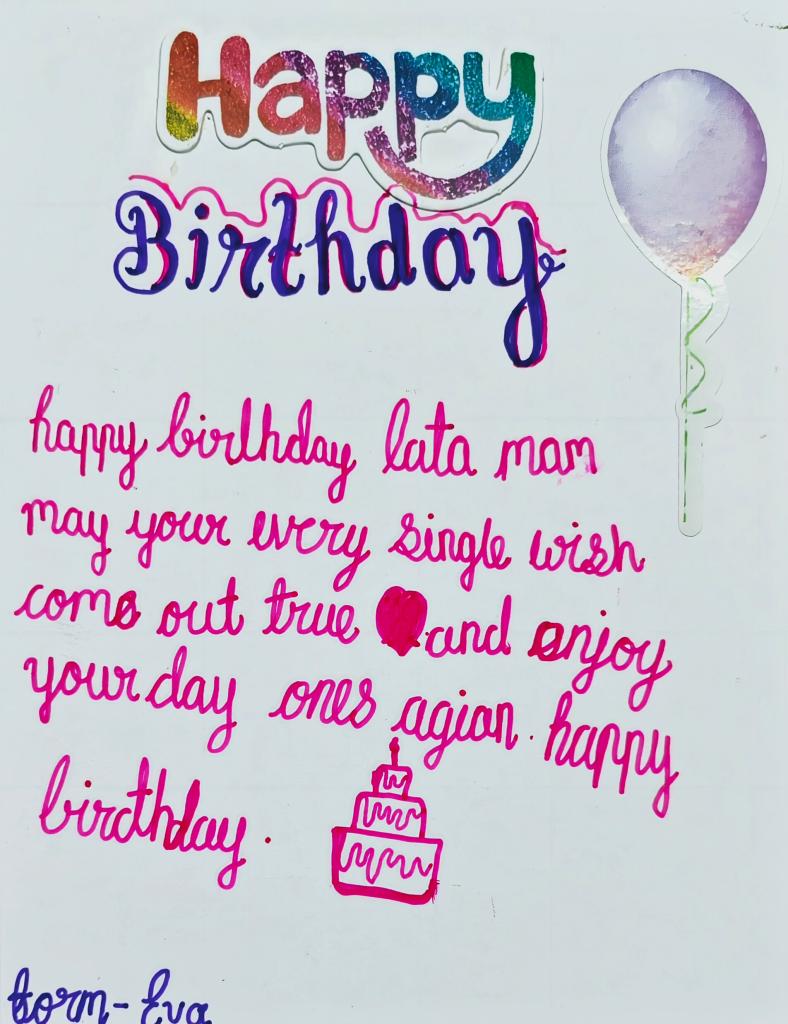 Happy
Birthday
happy birthday lata mam
may your every single wish
come out true and enjoy
your day ones agian. happy
birthday.
form - Eva